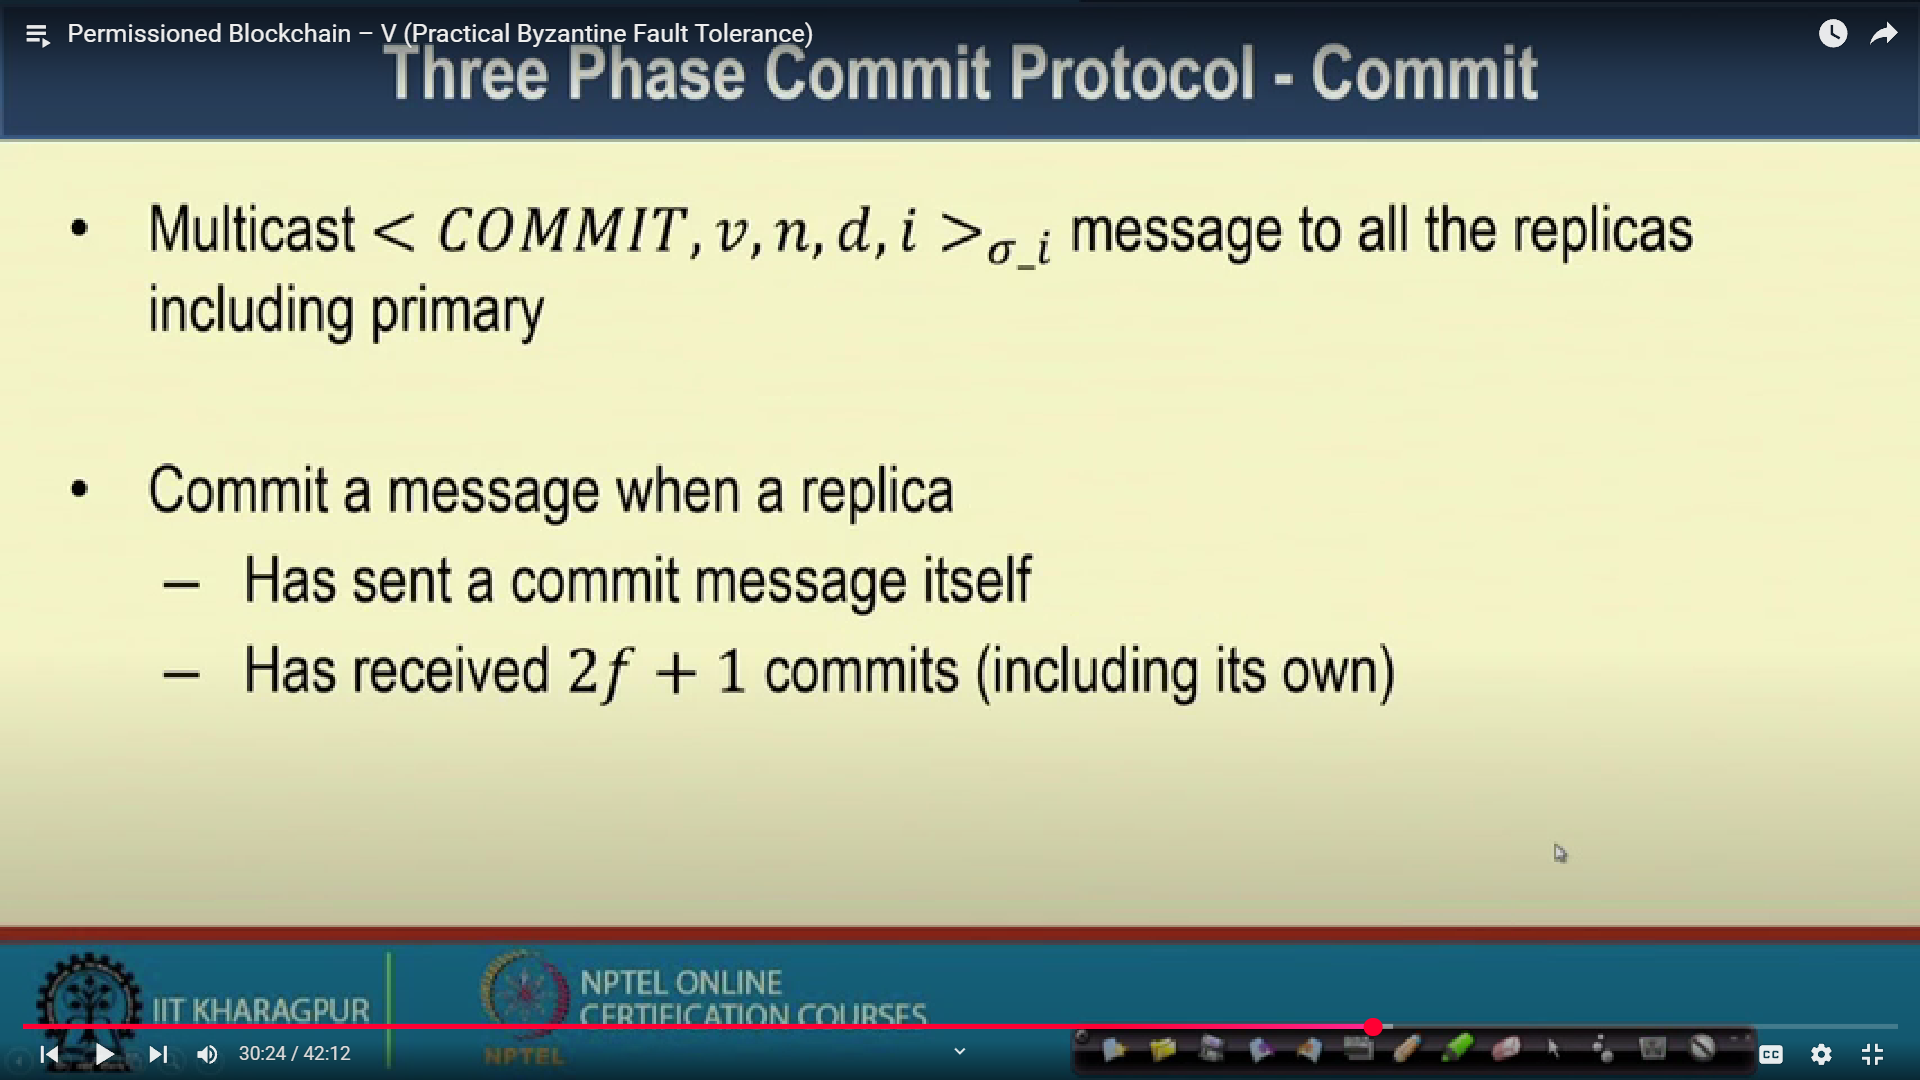 Permissioned Blockchain – V (Practical Byzantine Fault Tolerance)
Three Phase Commit Protocol - Commit
• Multicast < COMMIT, v, n, d, i >σ_i message to all the replicas
including primary
• Commit a message when a replica
– Has sent a commit message itself
– Has received 2f + 1 commits (including its own)
IIT KHARAGPUR
NPTEL
NPTEL ONLINE
CERTIFICATION COURSES
30:24 / 42:12
CC